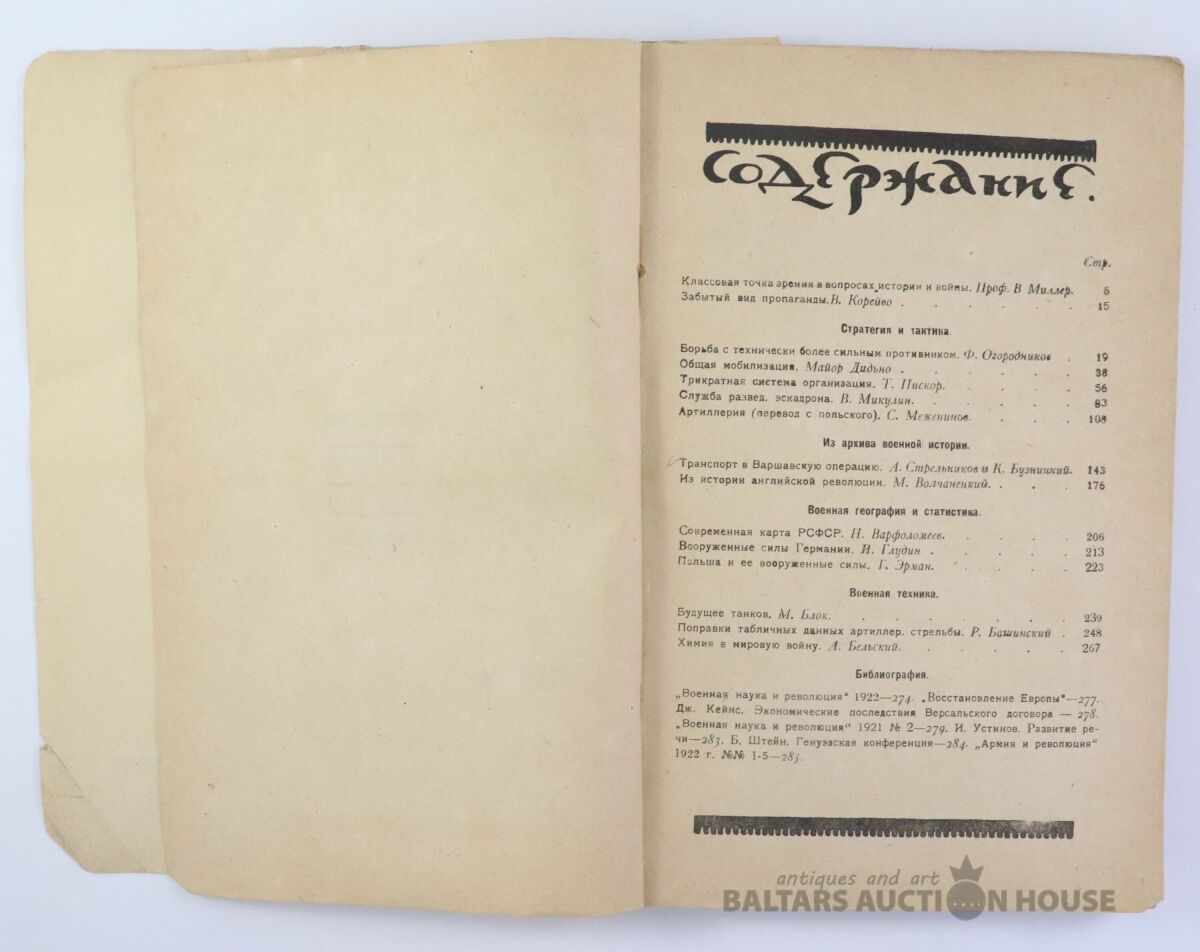 СОДЕРЖАНИЕ.
Стр.
Классовая точка зрения в вопросах истории и войны. Проф. В Миллер. 5
Забытый вид пропаганды. В. Корейво . . . . . . 15
Стратегия и тактика.
Борьба с технически более сильным противником. Ф. Огородников . 19
Общая мобилизация. Майор Дидьно . . . . . . 38
Трикратная система организации. Т. Пискор. . . . . 56
Служба развед. эскадрона. В. Микулин. . . . . . 83
Артиллерия (перевод с польского). С. Меженинов. . . . 108
Из архива военной истории.
Транспорт в Варшавскую операцию. А. Стрельников и К. Бузницкий. 143
Из истории английской революции. М. Волчанецкий. . . . 176
Военная география и статистика.
Современная карта РСФСР. Н. Варфоломеев. . . . . 206
Вооруженные силы Германии. И. Глудин . . . . . 213
Польша и ее вооруженные силы. Г. Эрман. . . . . 223
Военная техника.
Будущее танков. М. Блок. . . . . . . . 239
Поправки табличных данных артиллер. стрельбы. Р. Башинский . 248
Химия в мировую войну. А. Бельский. . . . . . 267
Библиография.
„Военная наука и революция“ 1922—274. „Восстановление Европы“—277.
Дж. Кейнс. Экономические последствия Версальского договора — 278.
„Военная наука и революция“ 1921 № 2—279. И. Устинов. Развитие ре-
чи—283. Б. Штейн. Генуэзская конференция—284. „Армия и революция“
1922 г. №№ 1-5—285.
antiques and art
BALTARS AUCTION HOUSE